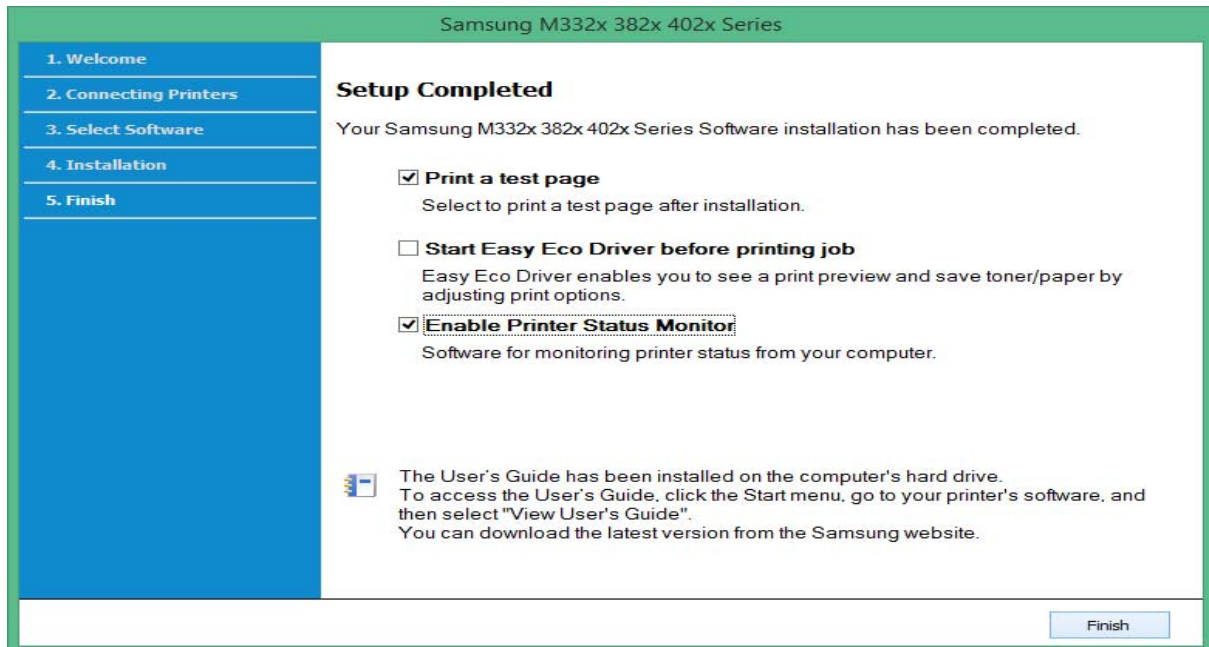 Samsung M332x 382x 402x Series
1. Welcome
2. Connecting Printers
3. Select Software
4. Installation
5. Finish
Setup Completed
Your Samsung M332x 382x 402x Series Software installation has been completed.
Print a test page
Select to print a test page after installation.
Start Easy Eco Driver before printing job
Easy Eco Driver enables you to see a print preview and save toner/paper by
adjusting print options.
Enable Printer Status Monitor
Software for monitoring printer status from your computer.
The User's Guide has been installed on the computer's hard drive.
To access the User's Guide, click the Start menu, go to your printer's software, and
then select "View User's Guide".
You can download the latest version from the Samsung website.
Finish